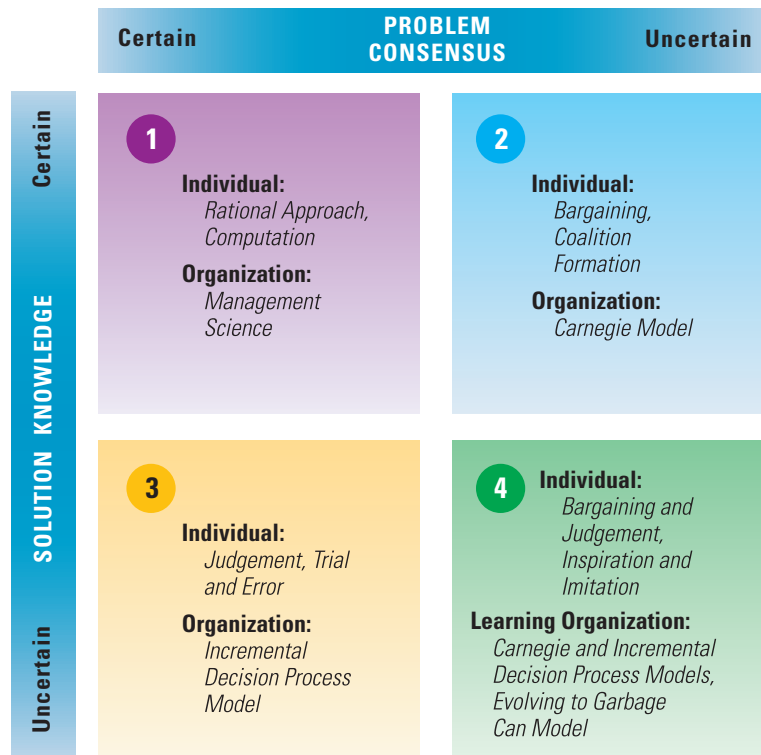 Certain
PROBLEM
CONSENSUS
Uncertain
Certain
SOLUTION KNOWLEDGE
Uncertain
1
Individual:
Rational Approach,
Computation
Organization:
Management
Science
2
Individual:
Bargaining,
Coalition
Formation
Organization:
Carnegie Model
3
Individual:
Judgement, Trial
and Error
Organization:
Incremental
Decision Process
Model
4
Individual:
Bargaining and
Judgement,
Inspiration and
Imitation
Learning Organization:
Carnegie and Incremental
Decision Process Models,
Evolving to Garbage
Can Model